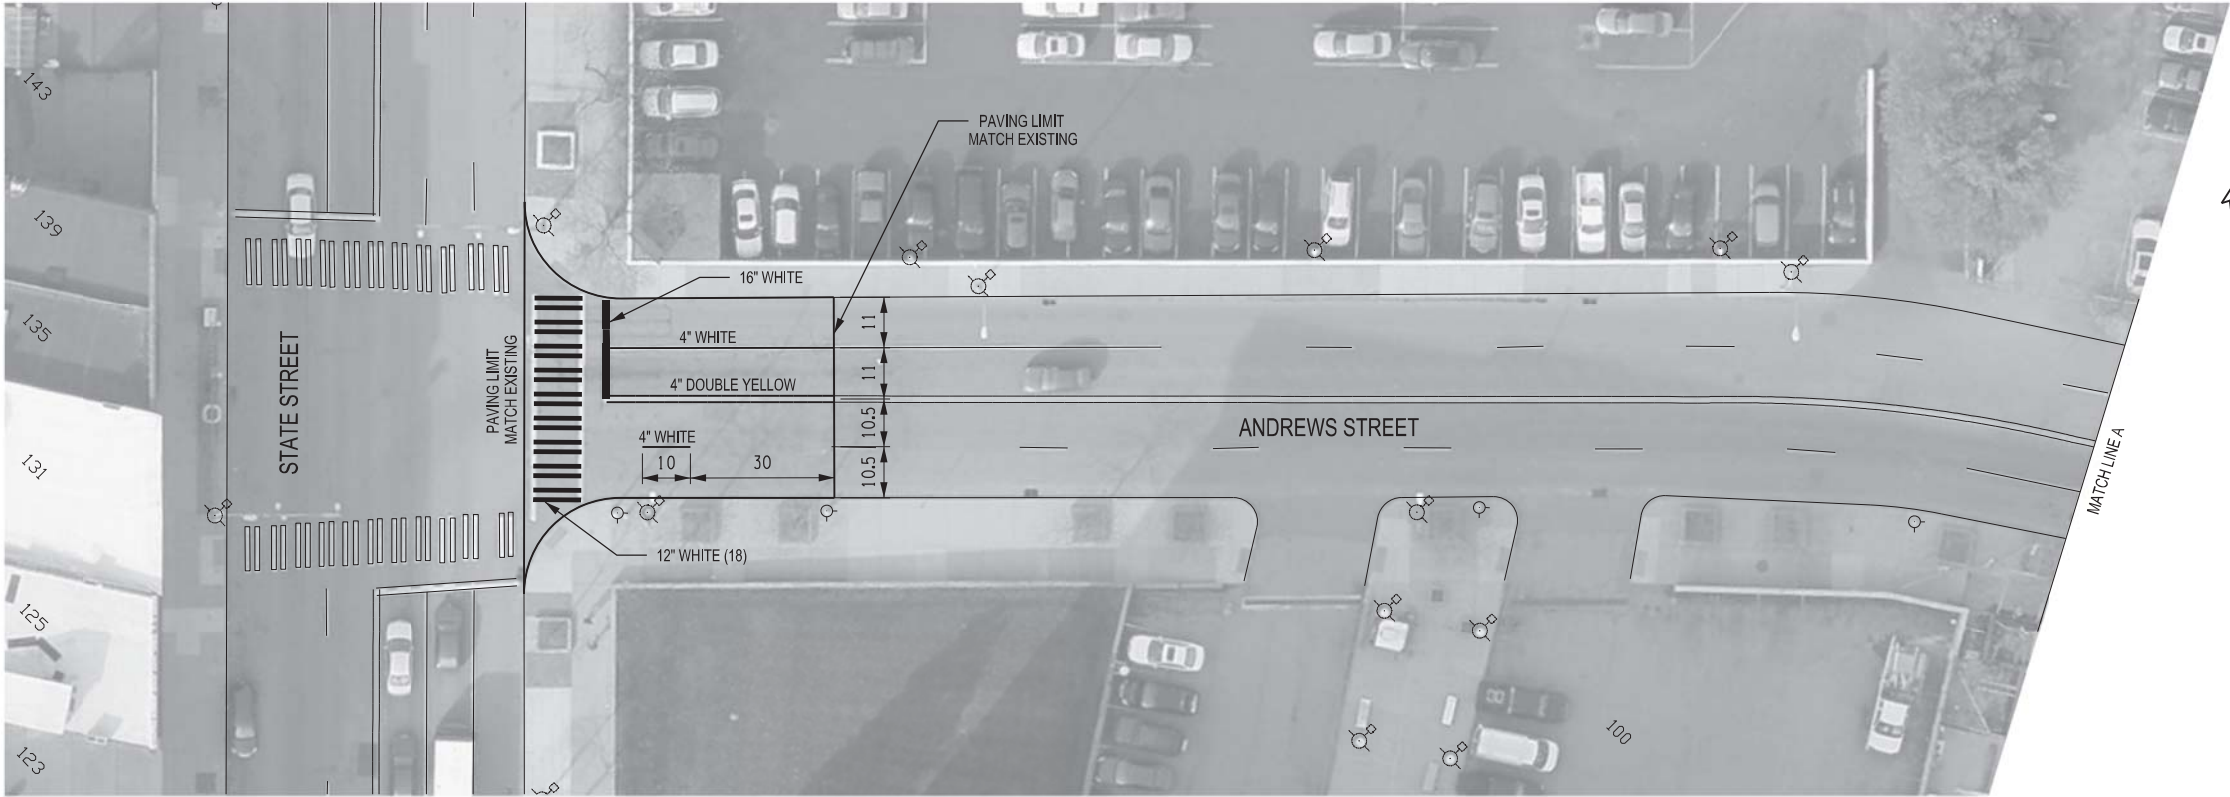 143
139
135
131
125
123
STATE STREET
PAVING LIMIT
MATCH EXISTING
PAVING LIMIT
MATCH EXISTING
16" WHITE
4" WHITE
4" DOUBLE YELLOW
4" WHITE
10
30
11
11
10.5
10.5
12" WHITE (18)
ANDREWS STREET
100
MATCH LINE A